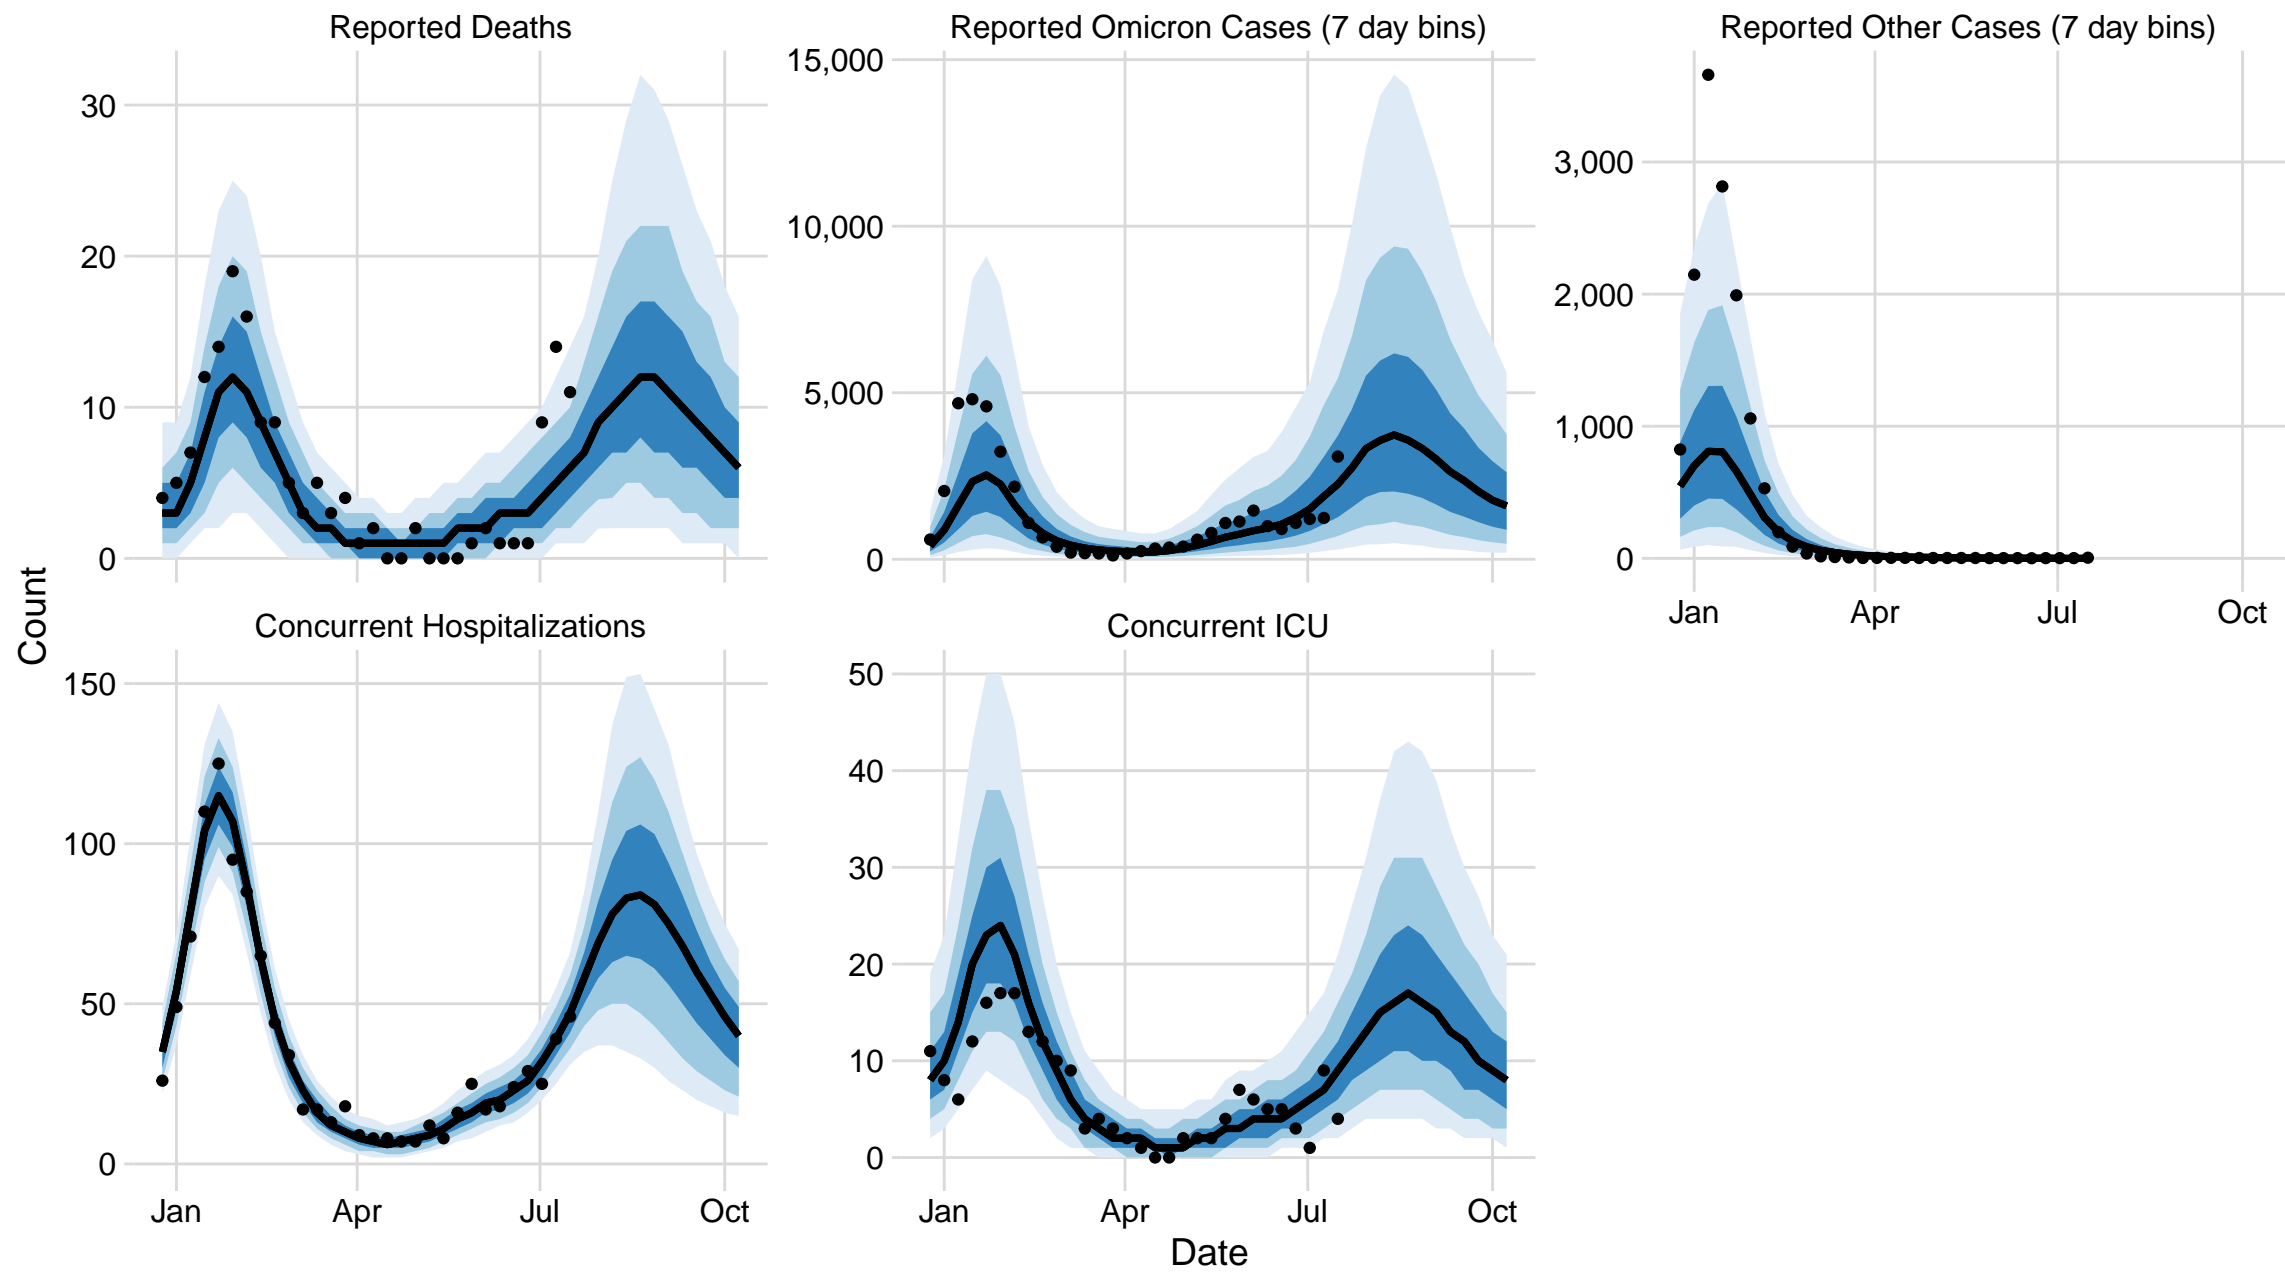 Reported Deaths
Reported Omicron Cases (7 day bins)
Reported Other Cases (7 day bins)
30
20
10
0
15,000
10,000
5,000
0
3,000
2,000
1,000
0
Jan Apr Jul Oct
Count
Concurrent Hospitalizations
Concurrent ICU
150
100
50
0
50
40
30
20
10
0
Jan Apr Jul Oct
Jan Apr Jul Oct
Date